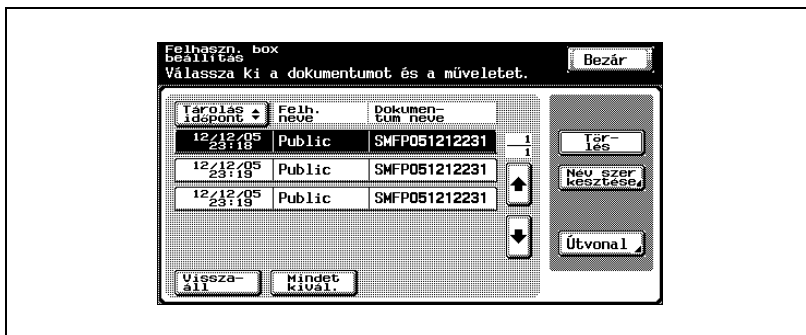 Felhaszn. box
beállítás
Válassza ki a dokumentumot és a műveletet.
Bezár
Tárolás
időpont
Felh.
neve
Dokumen-
tum neve
12/12/05
23:18
Public
SMFP051212231
1
1
12/12/05
23:19
Public
SMFP051212231
12/12/05
23:19
Public
SMFP051212231
Tör-
lés
Név szer
kesztése
Útvonal
Vissza-
áll
Mindet
kivál.